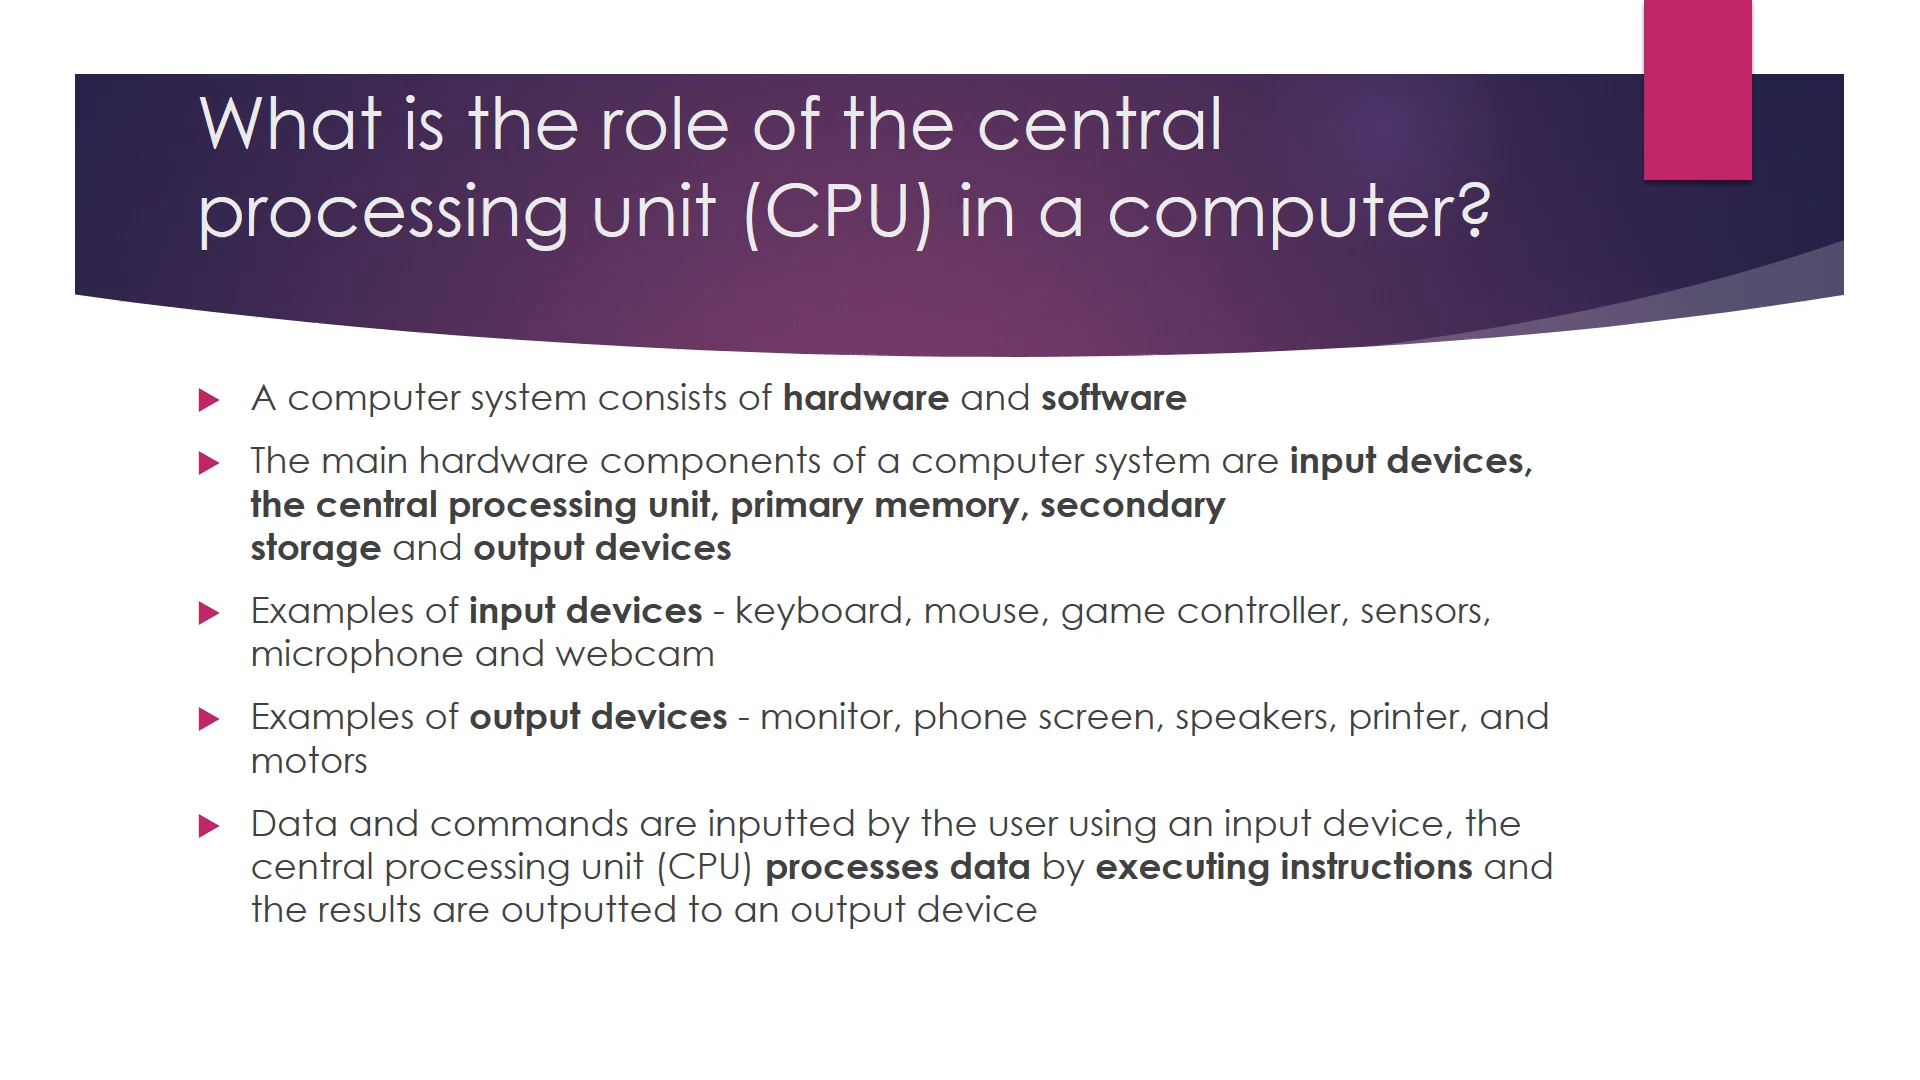 What is the role of the central
processing unit (CPU) in a computer?
A computer system consists of hardware and software
The main hardware components of a computer system are input devices,
the central processing unit, primary memory, secondary
storage and output devices
Examples of input devices - keyboard, mouse, game controller, sensors,
microphone and webcam
Examples of output devices - monitor, phone screen, speakers, printer, and
motors
Data and commands are inputted by the user using an input device, the
central processing unit (CPU) processes data by executing instructions and
the results are outputted to an output device